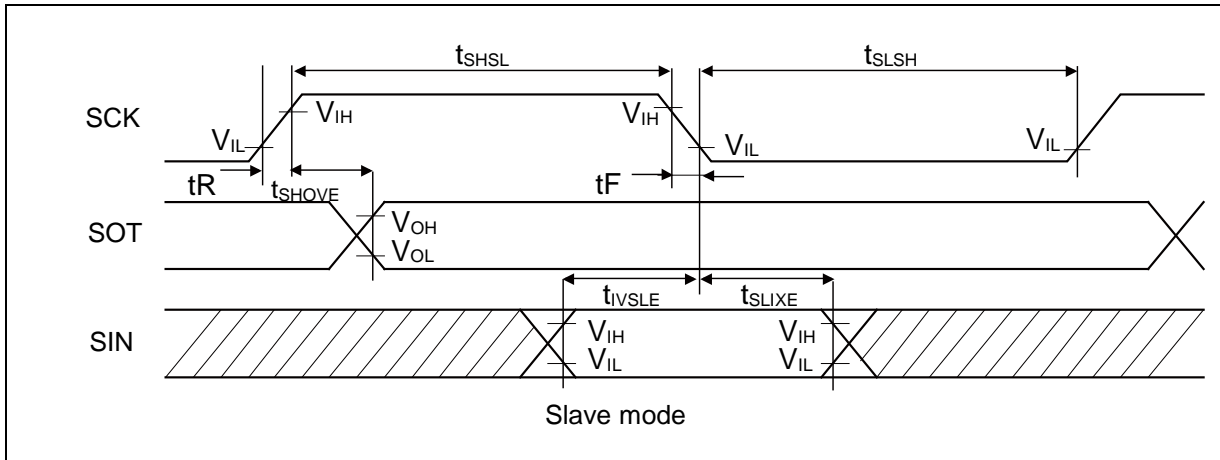 tSHSL tSLSH
SCK VIH VIH
VIL VIL VIL
tR tSHOVE tF
SOT VOH
VOL
tIVSLE tSLIXE
SIN VIH VIH
VIL VIL
Slave mode